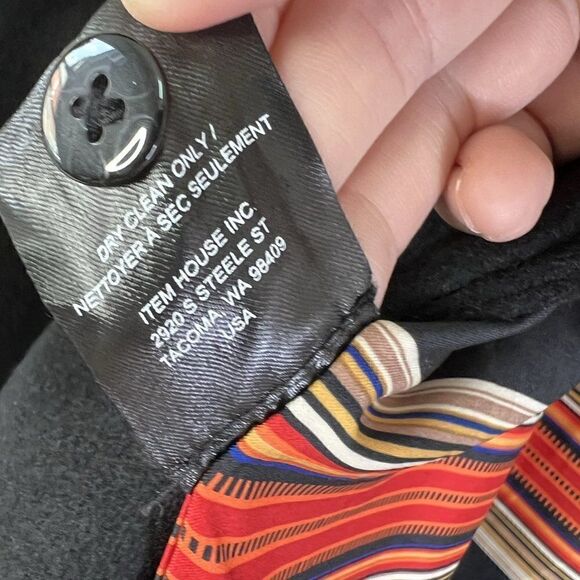 DRY CLEAN ONLY /
NETTOYER A SEC SEULEMENT
ITEM HOUSE INC.
2920 S STEELE ST
TACOMA, WA 98409
USA